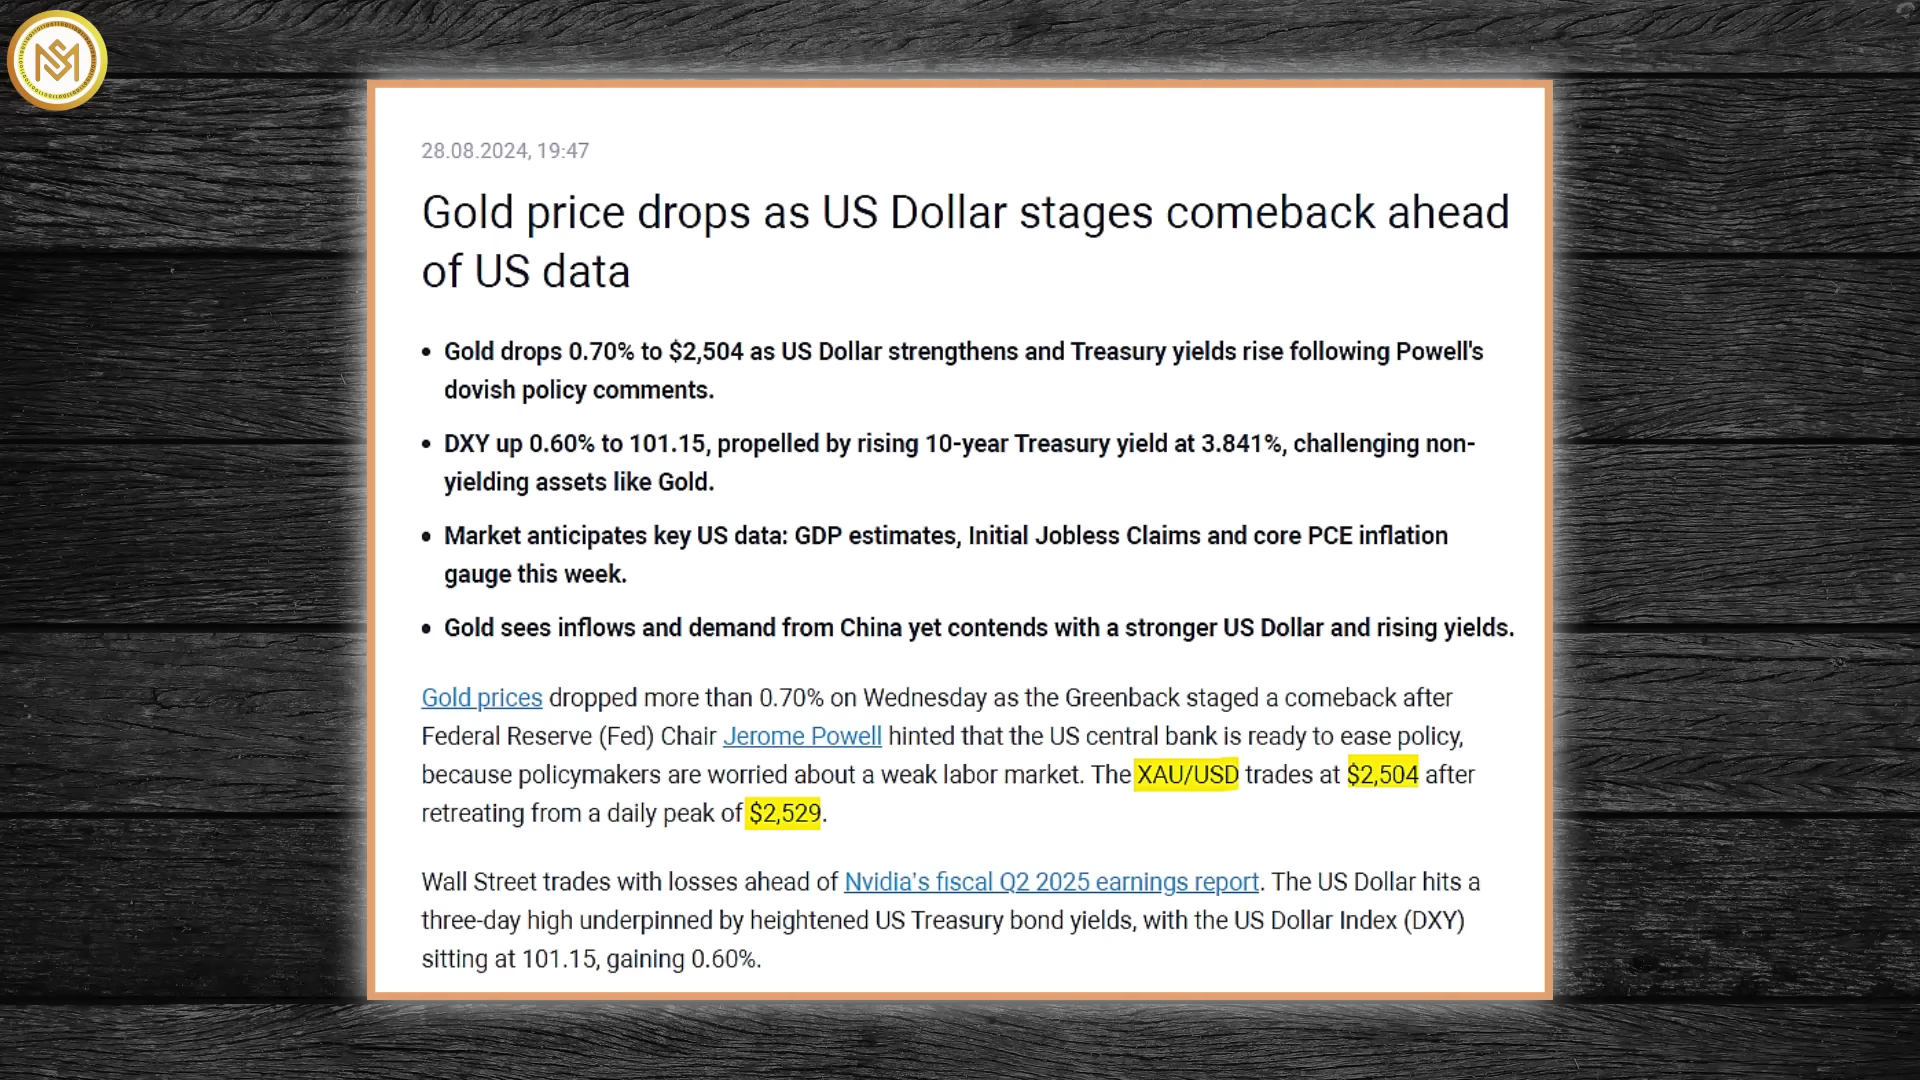 28.08.2024, 19:47
Gold price drops as US Dollar stages comeback ahead
of US data
• Gold drops 0.70% to $2,504 as US Dollar strengthens and Treasury yields rise following Powell's
dovish policy comments.
• DXY up 0.60% to 101.15, propelled by rising 10-year Treasury yield at 3.841%, challenging non-
yielding assets like Gold.
• Market anticipates key US data: GDP estimates, Initial Jobless Claims and core PCE inflation
gauge this week.
• Gold sees inflows and demand from China yet contends with a stronger US Dollar and rising yields.
Gold prices dropped more than 0.70% on Wednesday as the Greenback staged a comeback after
Federal Reserve (Fed) Chair Jerome Powell hinted that the US central bank is ready to ease policy,
because policymakers are worried about a weak labor market. The XAU/USD trades at $2,504 after
retreating from a daily peak of $2,529.
Wall Street trades with losses ahead of Nvidia’s fiscal Q2 2025 earnings report. The US Dollar hits a
three-day high underpinned by heightened US Treasury bond yields, with the US Dollar Index (DXY)
sitting at 101.15, gaining 0.60%.